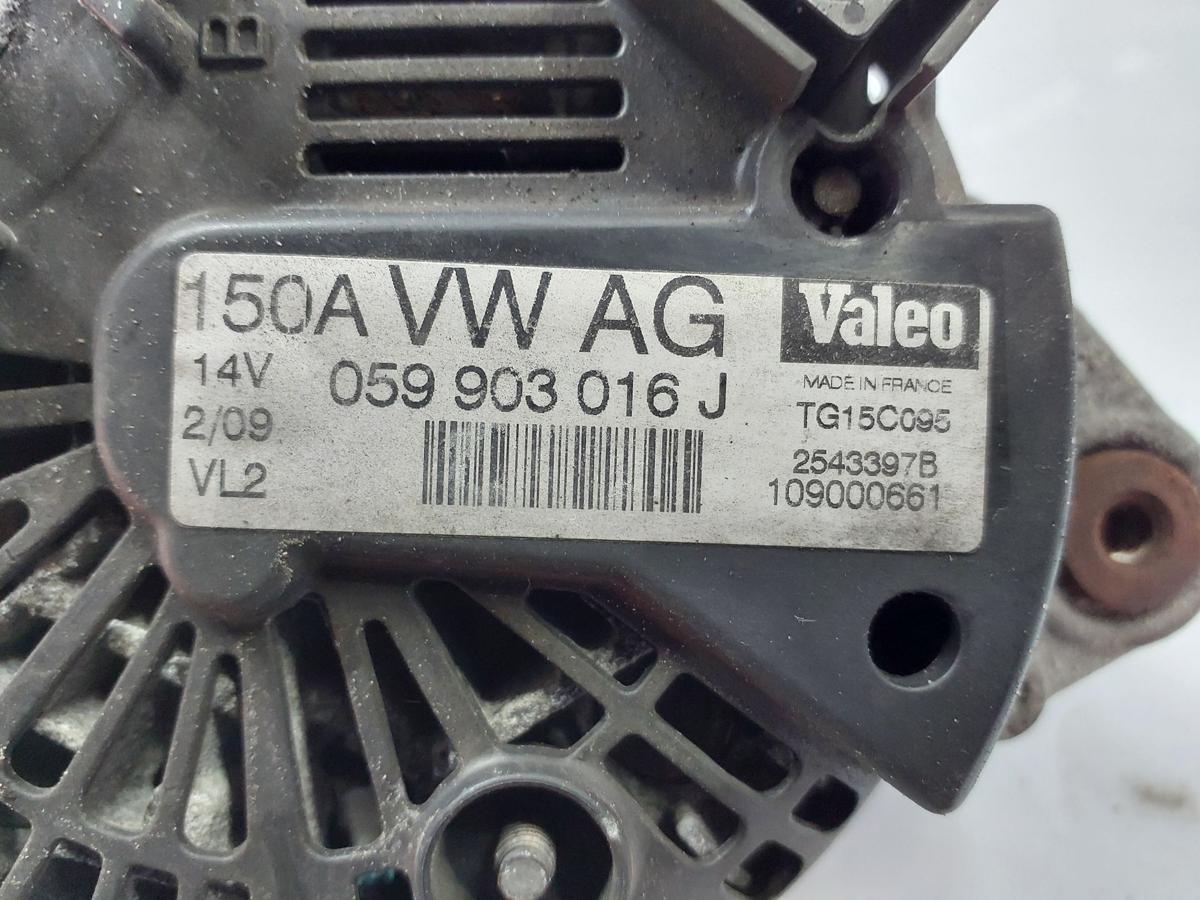 B
150A VW AG
14V
059 903 016 J
2/09
VL2
Valeo
MADE IN FRANCE
TG15C095
2543397B
109000661